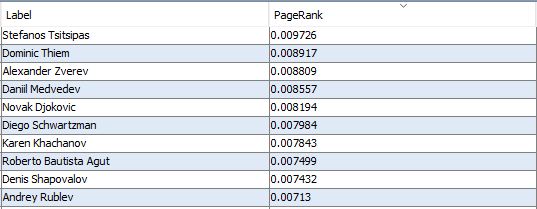 Label PageRank
Stefanos Tsitsipas 0.009726
Dominic Thiem 0.008917
Alexander Zverev 0.008809
Daniil Medvedev 0.008557
Novak Djokovic 0.008194
Diego Schwartzman 0.007984
Karen Khachanov 0.007843
Roberto Bautista Agut 0.007499
Denis Shapovalov 0.007432
Andrey Rublev 0.00713